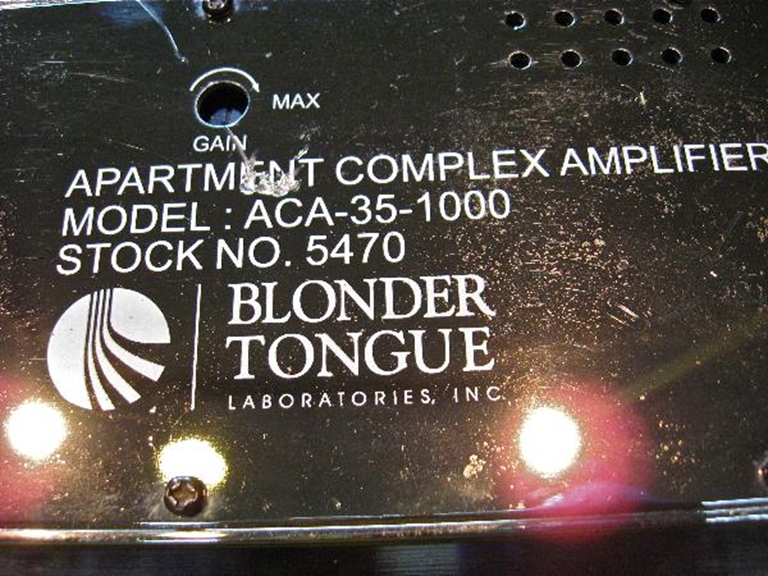 MAX
GAIN
APARTMENT COMPLEX AMPLIFIER
MODEL : ACA-35-1000
STOCK NO. 5470
BLONDER
TONGUE
LABORATORIES, INC.